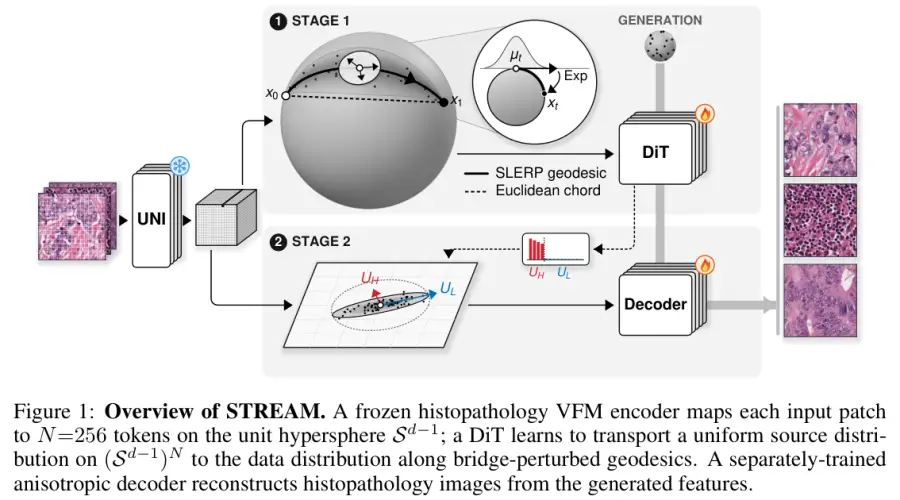 1 STAGE 1
GENERATION
μt
Exp
xt
x0
x1
SLERP geodesic
Euclidean chord
DiT
UNI
2 STAGE 2
UH UL
UH
UL
Decoder
Figure 1: Overview of STREAM. A frozen histopathology VFM encoder maps each input patch
to N=256 tokens on the unit hypersphere 𝒮^{d−1}; a DiT learns to transport a uniform source distri-
bution on (𝒮^{d−1})^N to the data distribution along bridge-perturbed geodesics. A separately-trained
anisotropic decoder reconstructs histopathology images from the generated features.